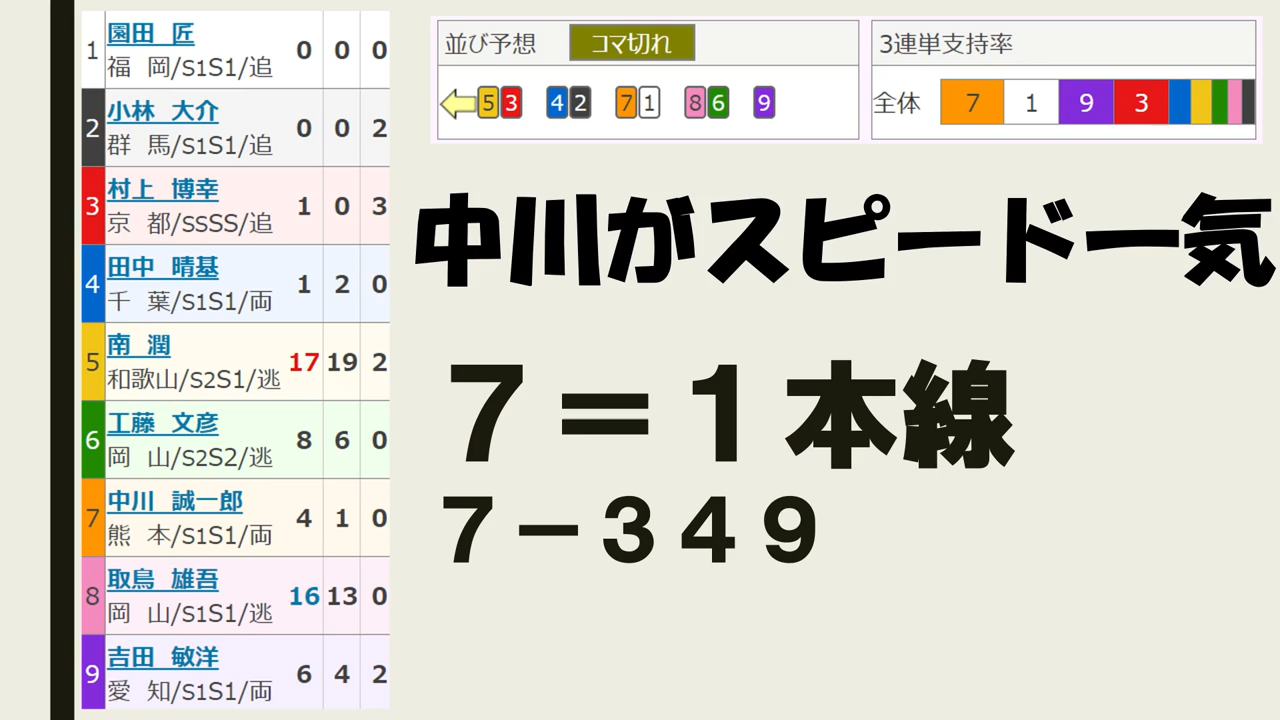 1 園田 匠 0 0 0
福 岡/S1S1/追
2 小林 大介 0 0 2
群 馬/S1S1/追
3 村上 博幸 1 0 3
京 都/SSSS/追
4 田中 晴基 1 2 0
千 葉/S1S1/両
5 南 潤 17 19 2
和歌山/S2S1/逃
6 工藤 文彦 8 6 0
岡 山/S2S2/逃
7 中川 誠一郎 4 1 0
熊 本/S1S1/両
8 取鳥 雄吾 16 13 0
岡 山/S1S1/逃
9 吉田 敏洋 6 4 2
愛 知/S1S1/両
並び予想 コマ切れ
5 3 4 2 7 1 8 6 9
3連単支持率
全体 7 1 9 3
中川がスピード一気
7=1本線
7-349